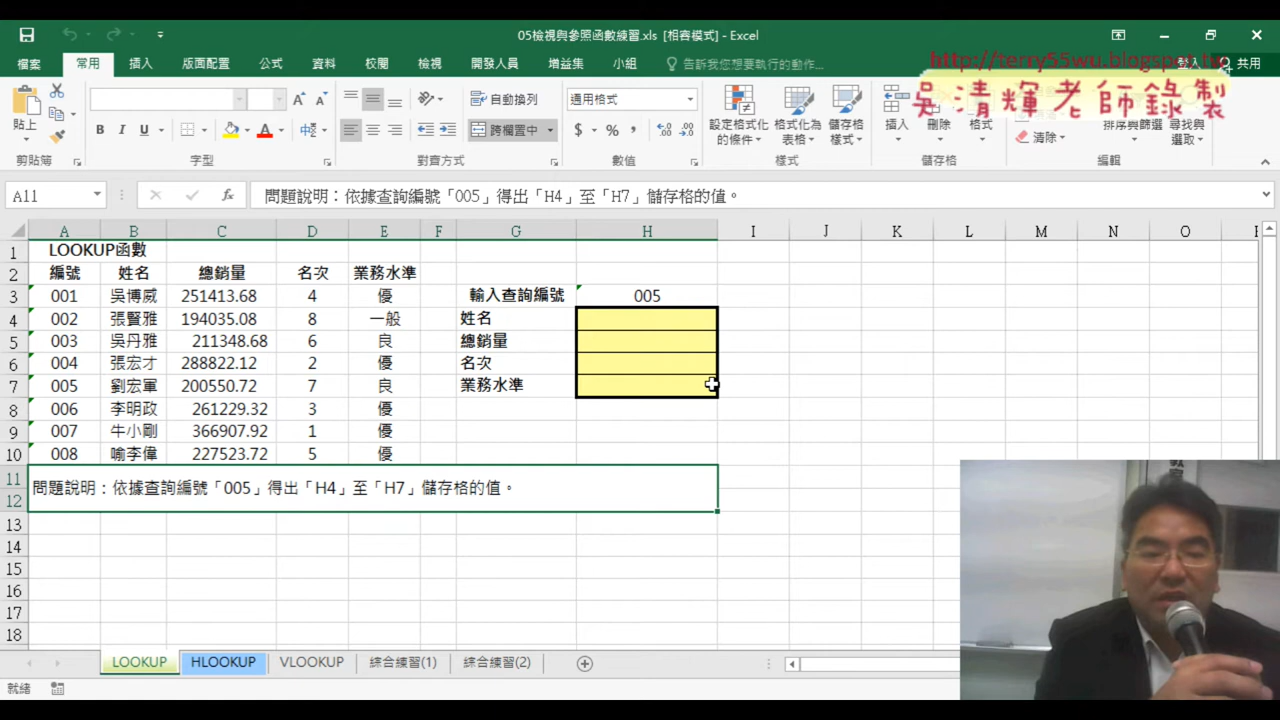 05檢視與參照函數練習.xls [相容模式] - Excel
檔案 常用 插入 版面配置 公式 資料 校閱 檢視 開發人員 增益集 小組 告訴我您想要執行的動作... 登入 共用
http://terry55wu.blogspot.tw
吳清輝老師錄製
貼上 B I U 中 自動換列 跨欄置中 通用格式 $ % , 設定格式化的條件 格式化為表格 儲存格樣式 插入 刪除 格式 清除 排序與篩選 尋找與選取
剪貼簿 字型 對齊方式 數值 樣式 儲存格 編輯
A11 fx 問題說明：依據查詢編號「005」得出「H4」至「H7」儲存格的值。
A B C D E F G H I J K L M N O
1 LOOKUP函數
2 編號 姓名 總銷量 名次 業務水準
3 001 吳博威 251413.68 4 優 輸入查詢編號 005
4 002 張賢雅 194035.08 8 一般 姓名
5 003 吳丹雅 211348.68 6 良 總銷量
6 004 張宏才 288822.12 2 優 名次
7 005 劉宏軍 200550.72 7 良 業務水準
8 006 李明政 261229.32 3 優
9 007 牛小剛 366907.92 1 優
10 008 喻李偉 227523.72 5 優
11 問題說明：依據查詢編號「005」得出「H4」至「H7」儲存格的值。
12
13
14
15
16
17
18
LOOKUP HLOOKUP VLOOKUP 綜合練習(1) 綜合練習(2)
就緒